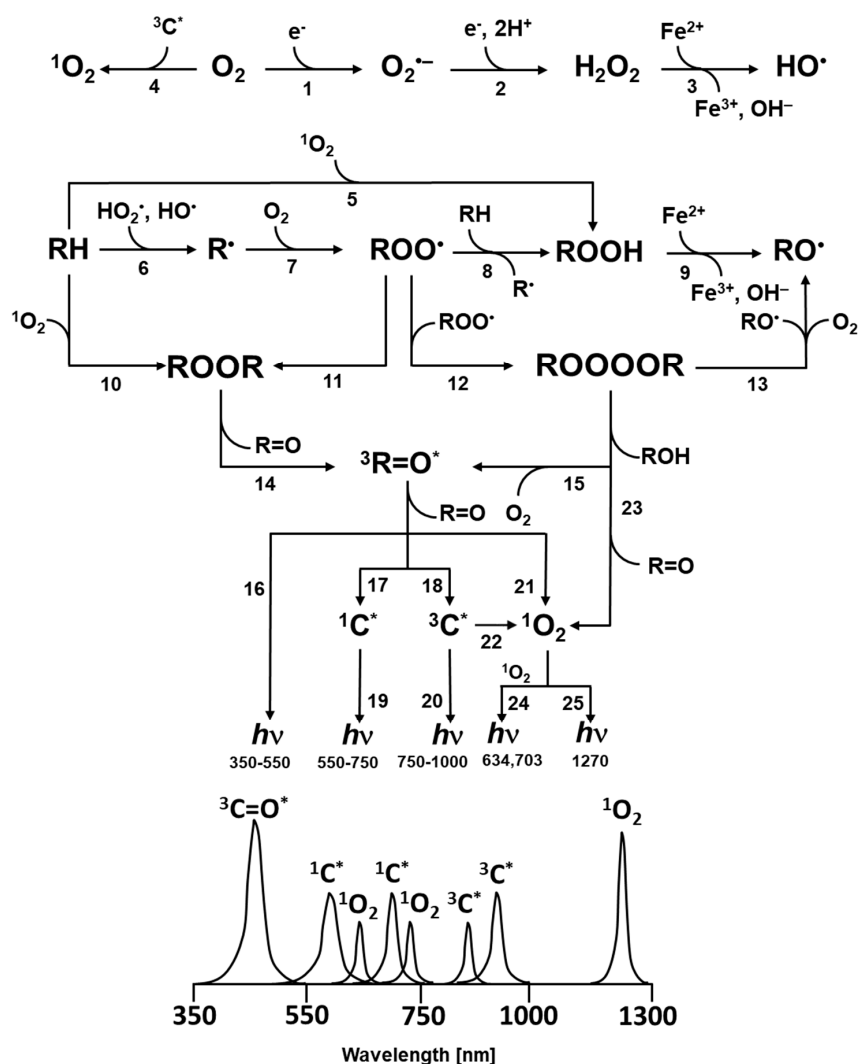 ³C* e⁻ e⁻, 2H⁺ Fe²⁺
¹O₂ O₂ O₂•– H₂O₂ HO•
4 1 2 3
Fe³⁺, OH⁻
¹O₂
5
HO₂•, HO• O₂ RH Fe²⁺
RH R• ROO• ROOH RO•
6 7 8 9
R• Fe³⁺, OH⁻
¹O₂ ROO• RO• O₂
ROOR ROOOOR
10 11 12 13
R=O ³R=O* ROH
14 15
R=O O₂ 23
R=O
16 17 18 21
¹C* ³C* ¹O₂
22
¹O₂
19 20 24 25
hν hν hν hν hν
350-550 550-750 750-1000 634,703 1270
³C=O* ¹O₂
¹C* ¹C* ³C*
¹O₂ ¹O₂ ³C*
350 550 750 1000 1300
Wavelength [nm]